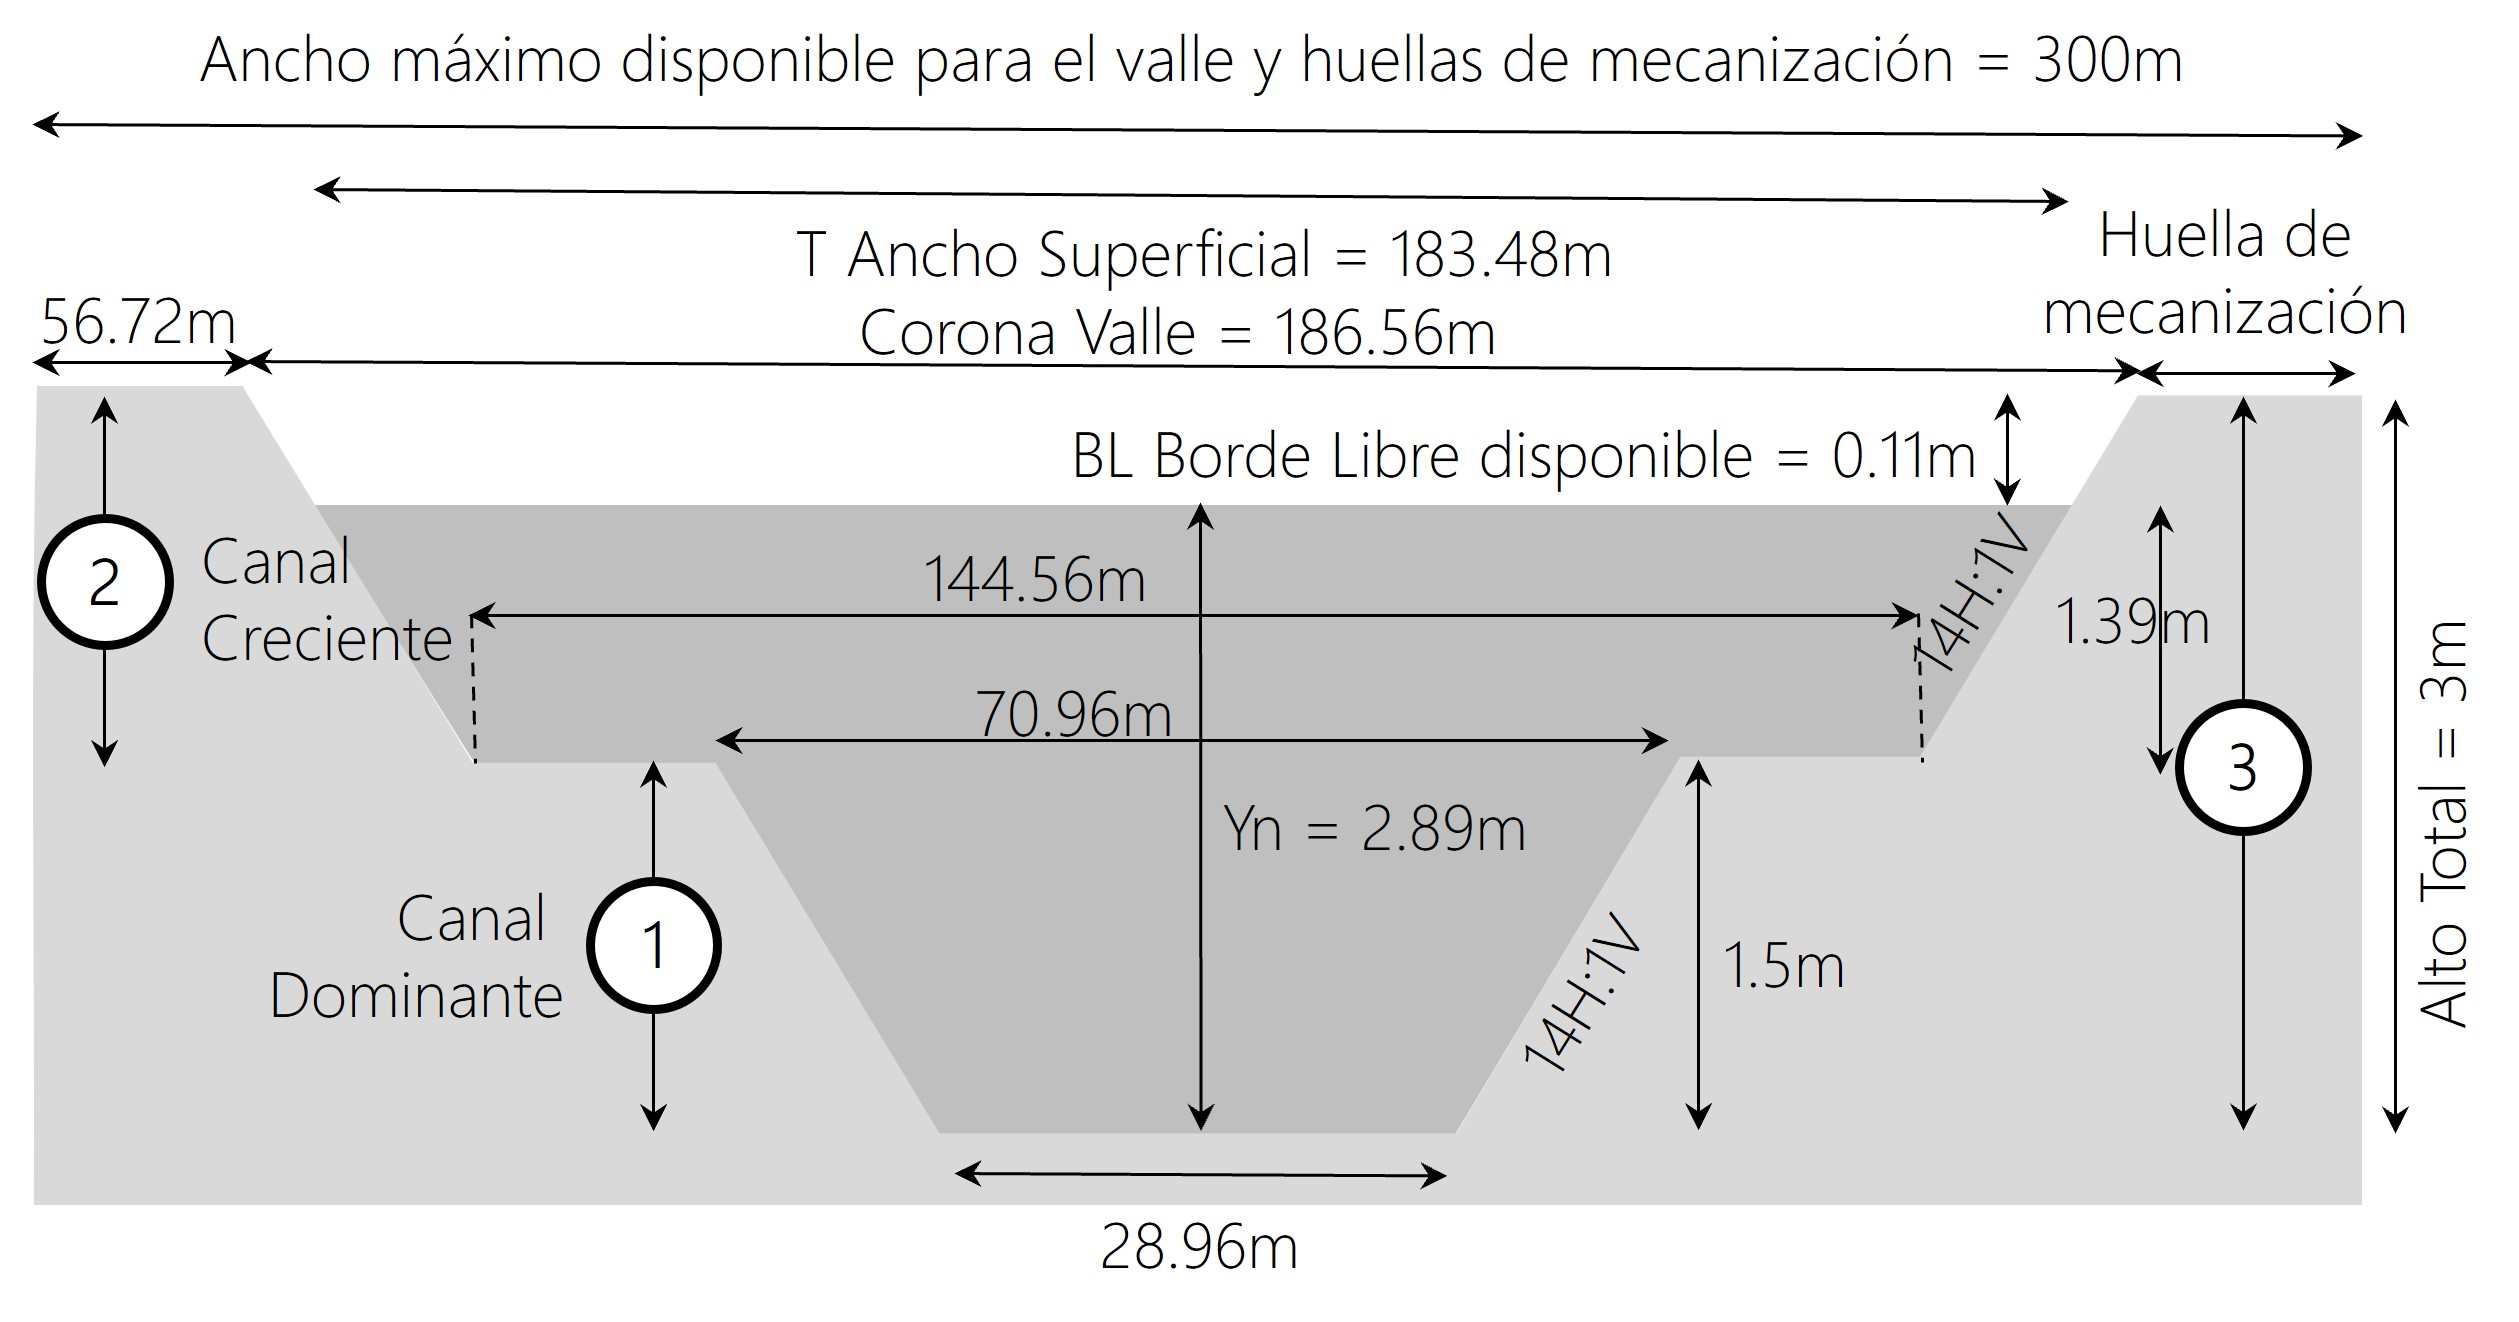 Ancho máximo disponible para el valle y huellas de mecanización = 300m
T Ancho Superficial = 183.48m
Huella de
mecanización
56.72m
Corona Valle = 186.56m
BL Borde Libre disponible = 0.11m
2
Canal
Creciente
144.56m
14H:1V
1.39m
70.96m
3
Yn = 2.89m
Alto Total = 3m
Canal
Dominante
1
14H:1V
1.5m
28.96m